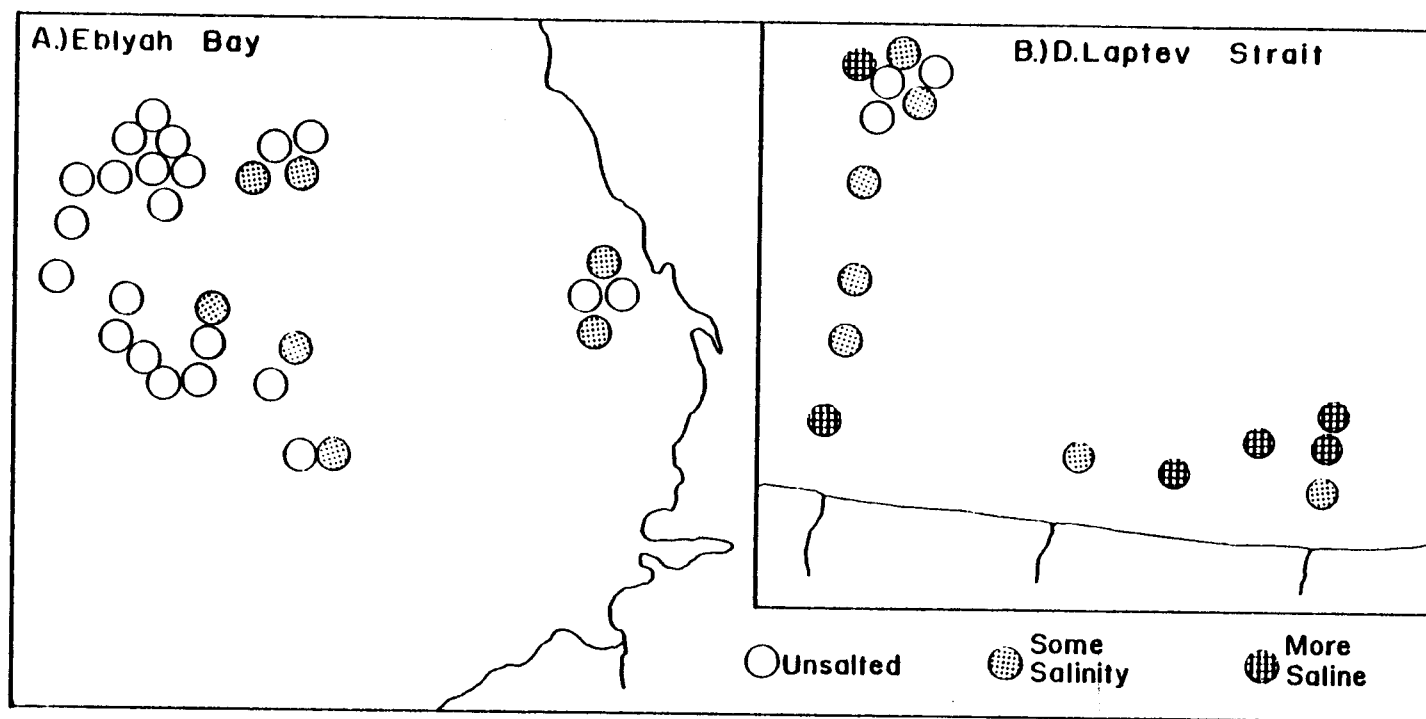 A.)Eblyah Bay
B.)D.Laptev Strait
Unsalted
Some
Salinity
More
Saline